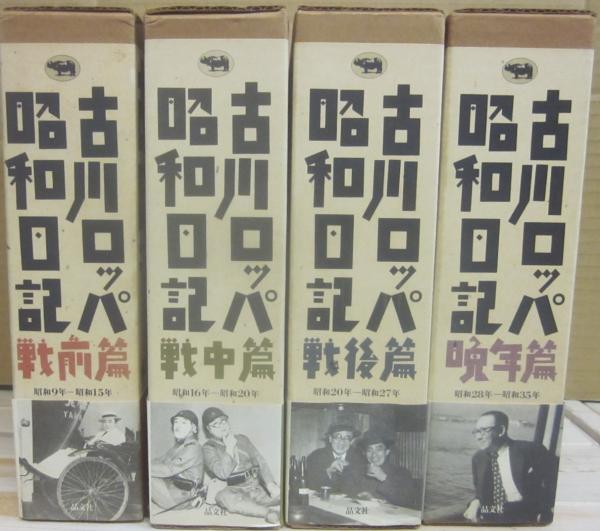 古川ロッパ
昭和日記
戦前篇
昭和9年—昭和15年
古川ロッパ
昭和日記
戦中篇
昭和16年—昭和20年
晶文社
古川ロッパ
昭和日記
戦後篇
昭和20年—昭和27年
晶文社
古川ロッパ
昭和日記
晩年篇
昭和28年—昭和35年
晶文社